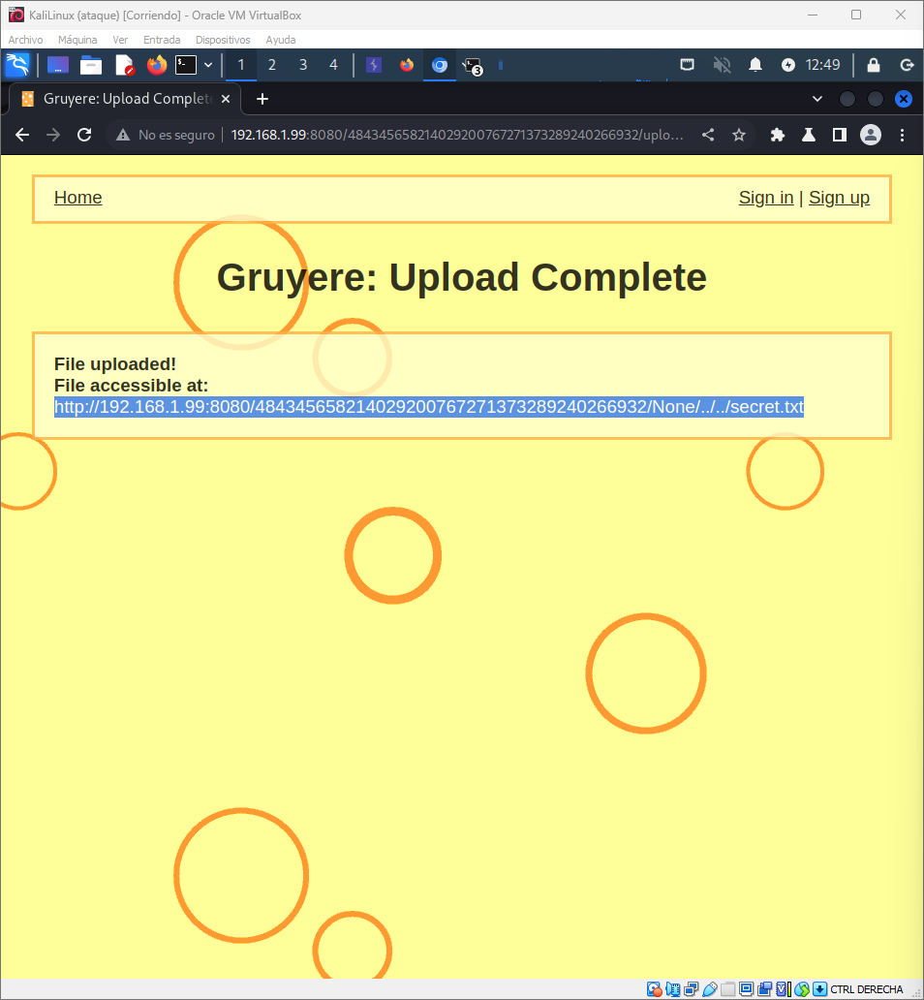 KaliLinux (ataque) [Corriendo] - Oracle VM VirtualBox
Archivo Máquina Ver Entrada Dispositivos Ayuda
1 2 3 4 3 12:49
Gruyere: Upload Complete
No es seguro 192.168.1.99:8080/484345658214029200767271373289240266932/uplo...
Home Sign in | Sign up
Gruyere: Upload Complete
File uploaded!
File accessible at:
http://192.168.1.99:8080/484345658214029200767271373289240266932/None/../../secret.txt
CTRL DERECHA